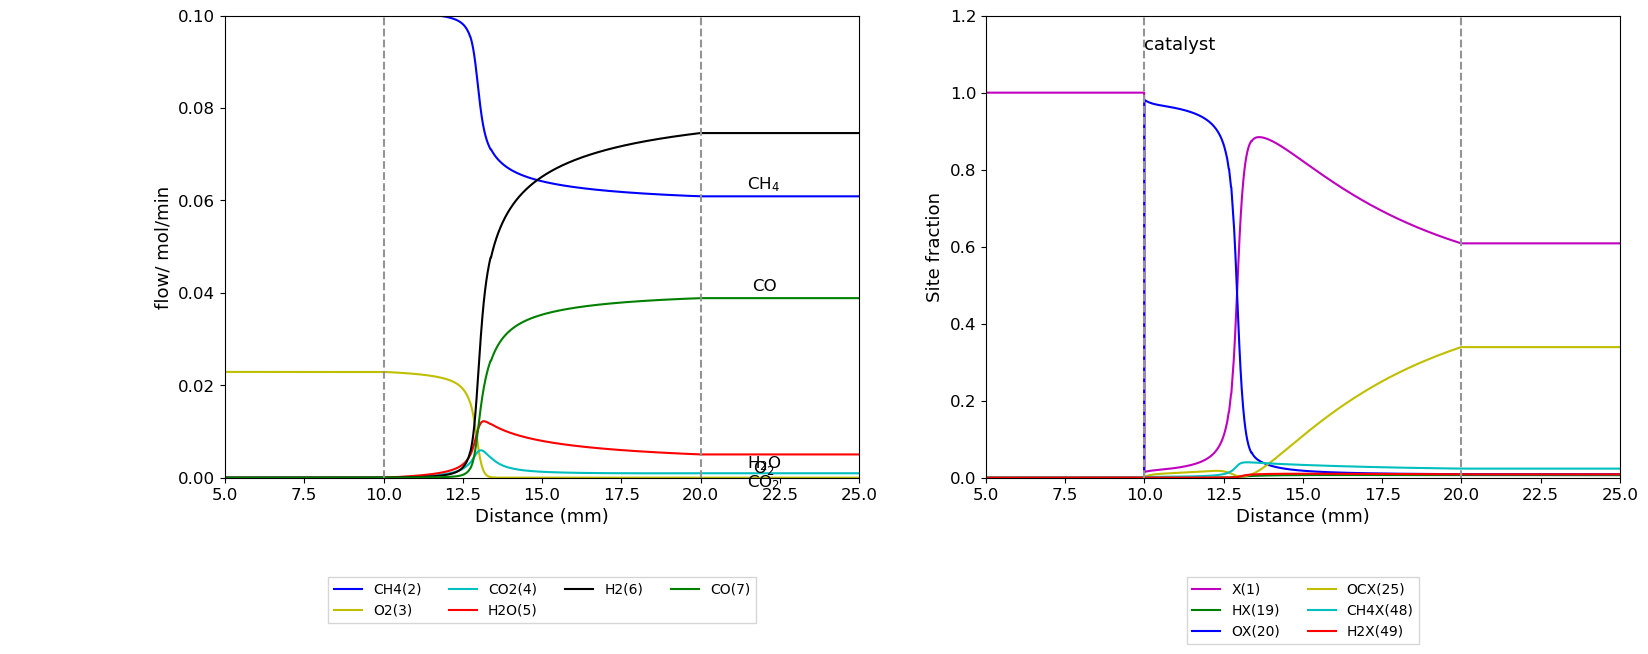 0.10
0.08
0.06
0.04
0.02
0.00
flow/ mol/min
5.0 7.5 10.0 12.5 15.0 17.5 20.0 22.5 25.0
Distance (mm)
CH₄
CO
H₂O
O₂
CO₂
CH4(2) CO2(4) H2(6) CO(7)
O2(3) H2O(5)
1.2
1.0
0.8
0.6
0.4
0.2
0.0
Site fraction
catalyst
5.0 7.5 10.0 12.5 15.0 17.5 20.0 22.5 25.0
Distance (mm)
X(1) OCX(25)
HX(19) CH4X(48)
OX(20) H2X(49)